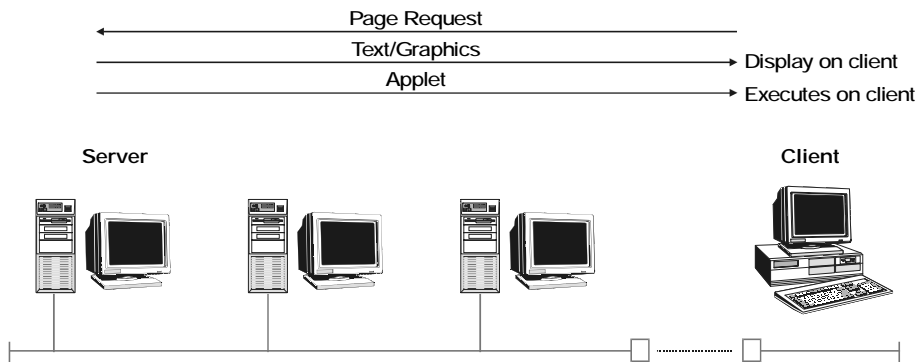 Page Request
Text/Graphics
Display on client
Applet
Executes on client
Server
Client